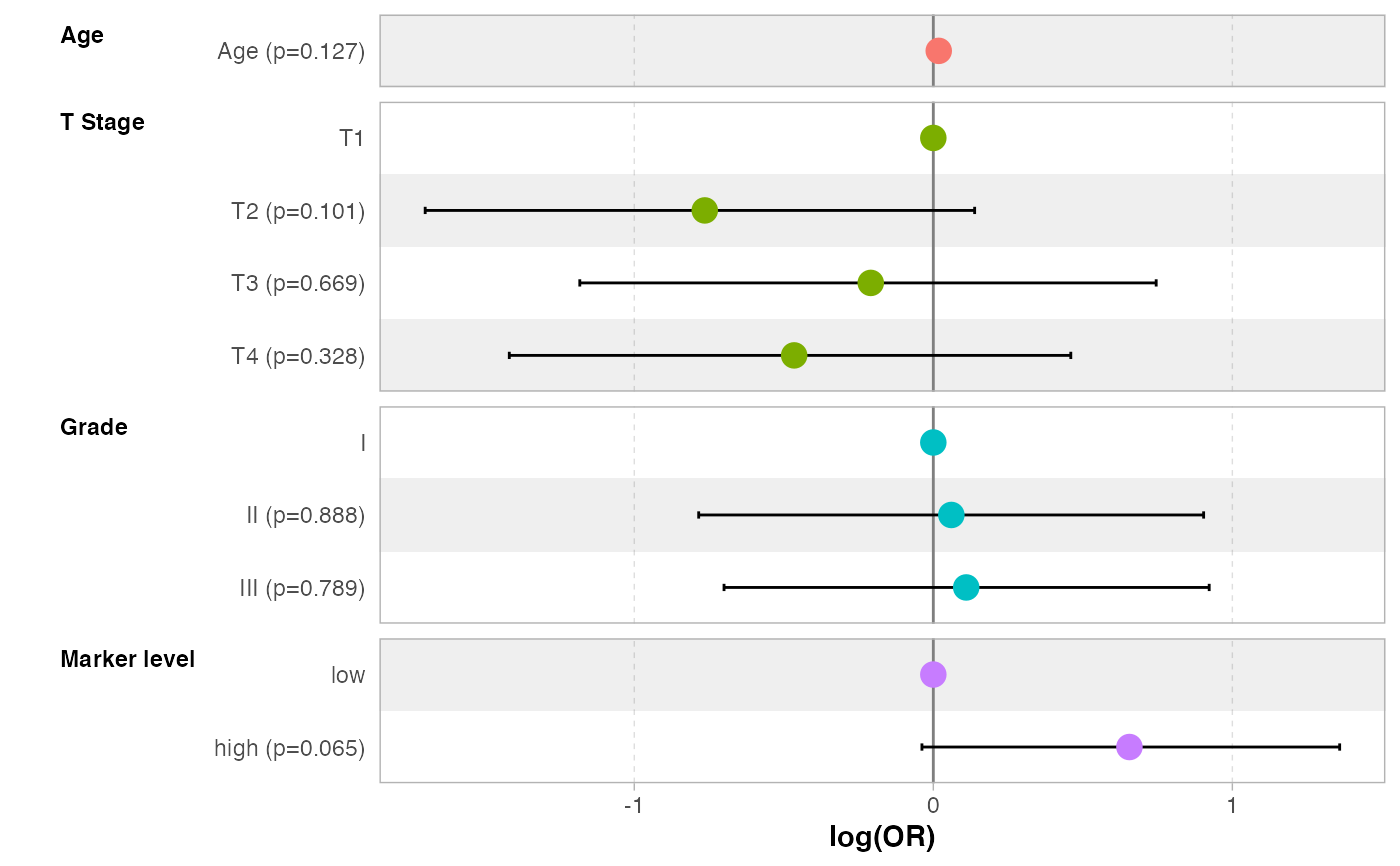 Age
Age (p=0.127)
T Stage
T1
T2 (p=0.101)
T3 (p=0.669)
T4 (p=0.328)
Grade
I
II (p=0.888)
III (p=0.789)
Marker level
low
high (p=0.065)
-1 0 1
log(OR)